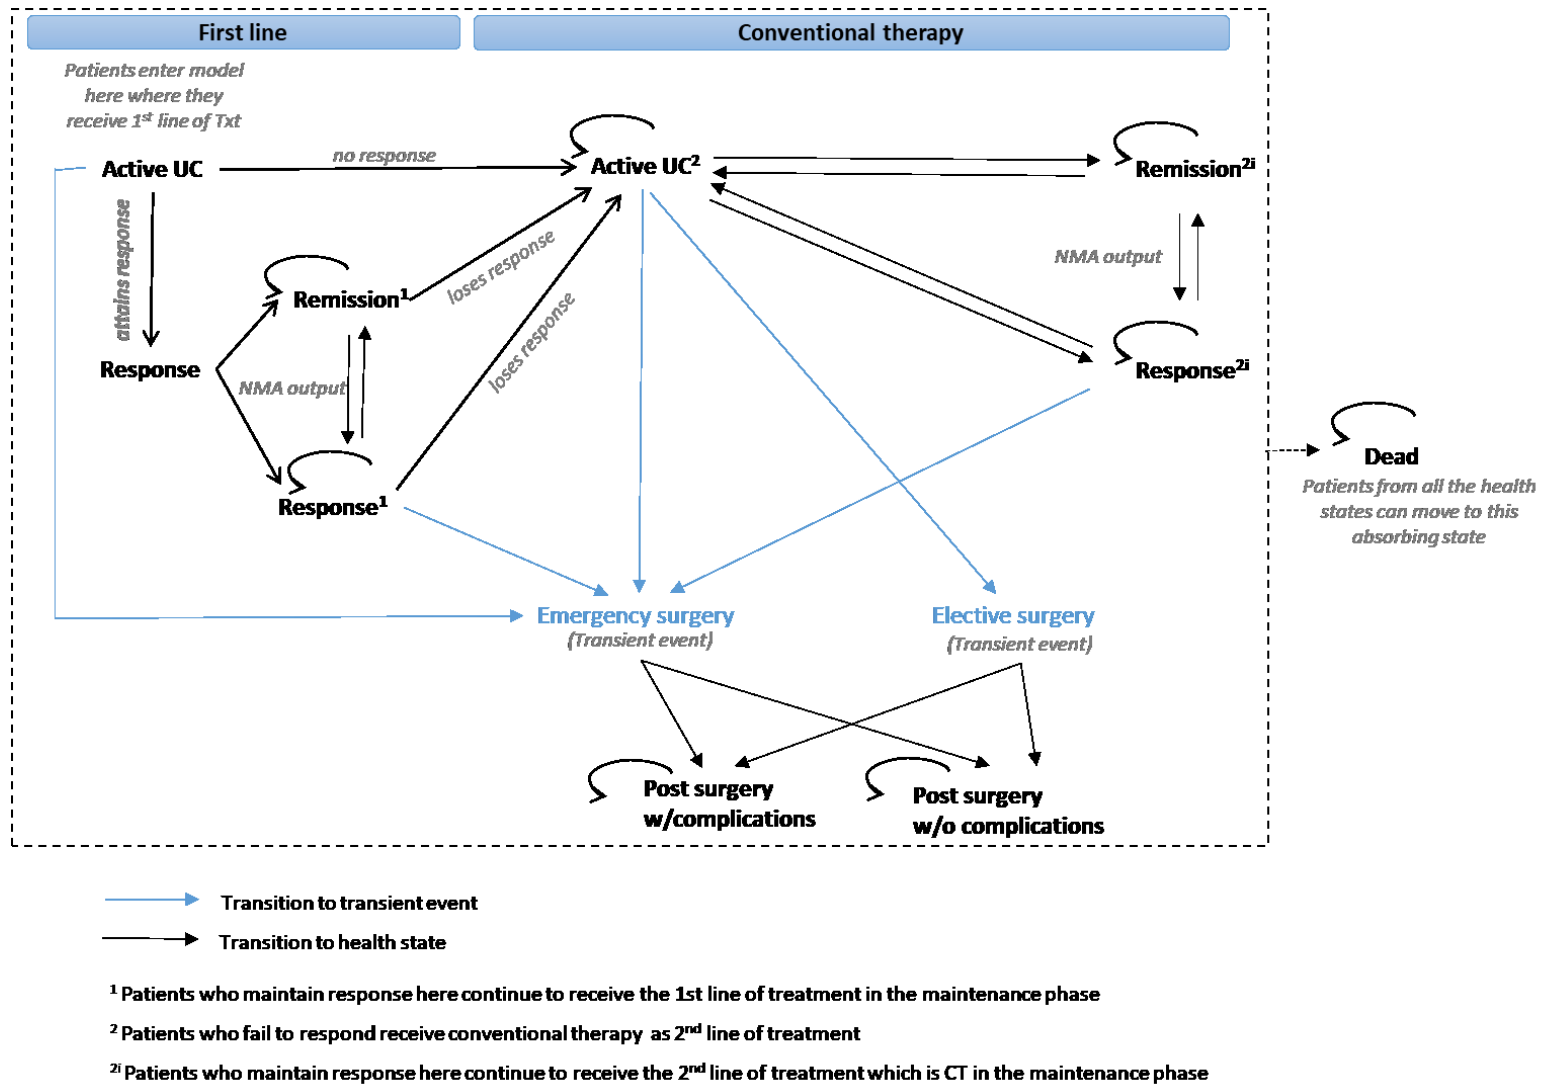 First line
Conventional therapy
Patients enter model
here where they
receive 1st line of Txt
Active UC
no response
Active UC2
Remission2i
attains response
Remission1
loses response
NMA output
Response
NMA output
loses response
Response2i
Response1
Dead
Patients from all the health
states can move to this
absorbing state
Emergency surgery
(Transient event)
Elective surgery
(Transient event)
Post surgery
w/complications
Post surgery
w/o complications
Transition to transient event
Transition to health state
1 Patients who maintain response here continue to receive the 1st line of treatment in the maintenance phase
2 Patients who fail to respond receive conventional therapy as 2nd line of treatment
2i Patients who maintain response here continue to receive the 2nd line of treatment which is CT in the maintenance phase